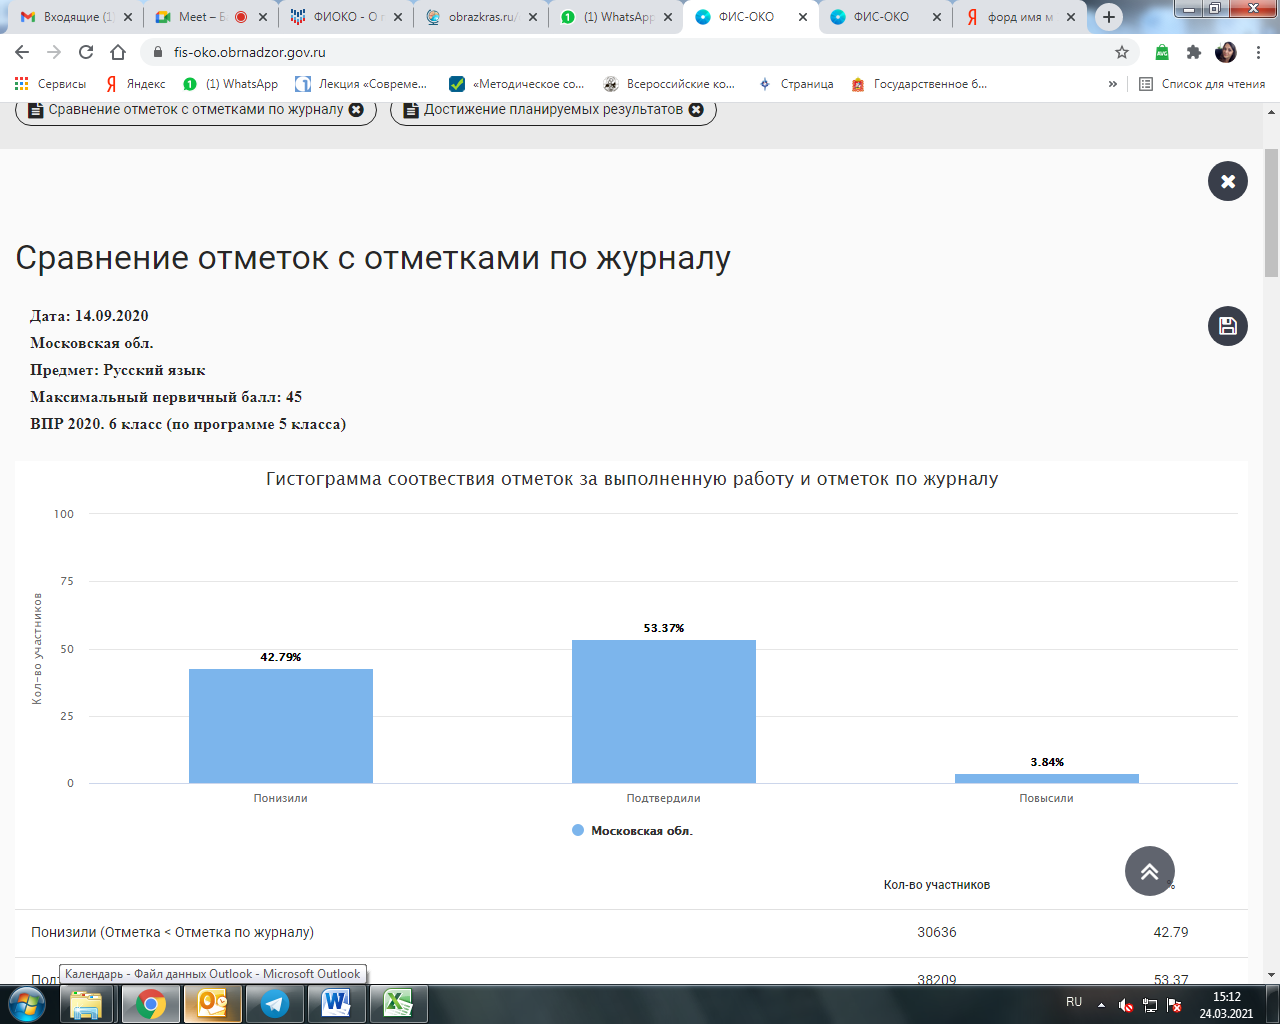 Входящие (1)
Meet – Б
ФИОКО - О
obrazkras.ru/
(1) WhatsApp
ФИС-ОКО
ФИС-ОКО
форд имя м
fis-oko.obrnadzor.gov.ru
Сервисы
Яндекс
(1) WhatsApp
Лекция «Совреме...
«Методическое со...
Всероссийские ко...
Страница
Государственное б...
»
Список для чтения
Сравнение отметок с отметками по журналу
Достижение планируемых результатов
Сравнение отметок с отметками по журналу
Дата: 14.09.2020
Московская обл.
Предмет: Русский язык
Максимальный первичный балл: 45
ВПР 2020. 6 класс (по программе 5 класса)
Гистограмма соотвествия отметок за выполненную работу и отметок по журналу
Кол-во участников
100
75
50
25
0
42.79%
53.37%
3.84%
Понизили
Подтвердили
Повысили
Московская обл.
Кол-во участников
%
Понизили (Отметка < Отметка по журналу) 30636 42.79
38209 53.37
Календарь - Файл данных Outlook - Microsoft Outlook
RU
15:12
24.03.2021